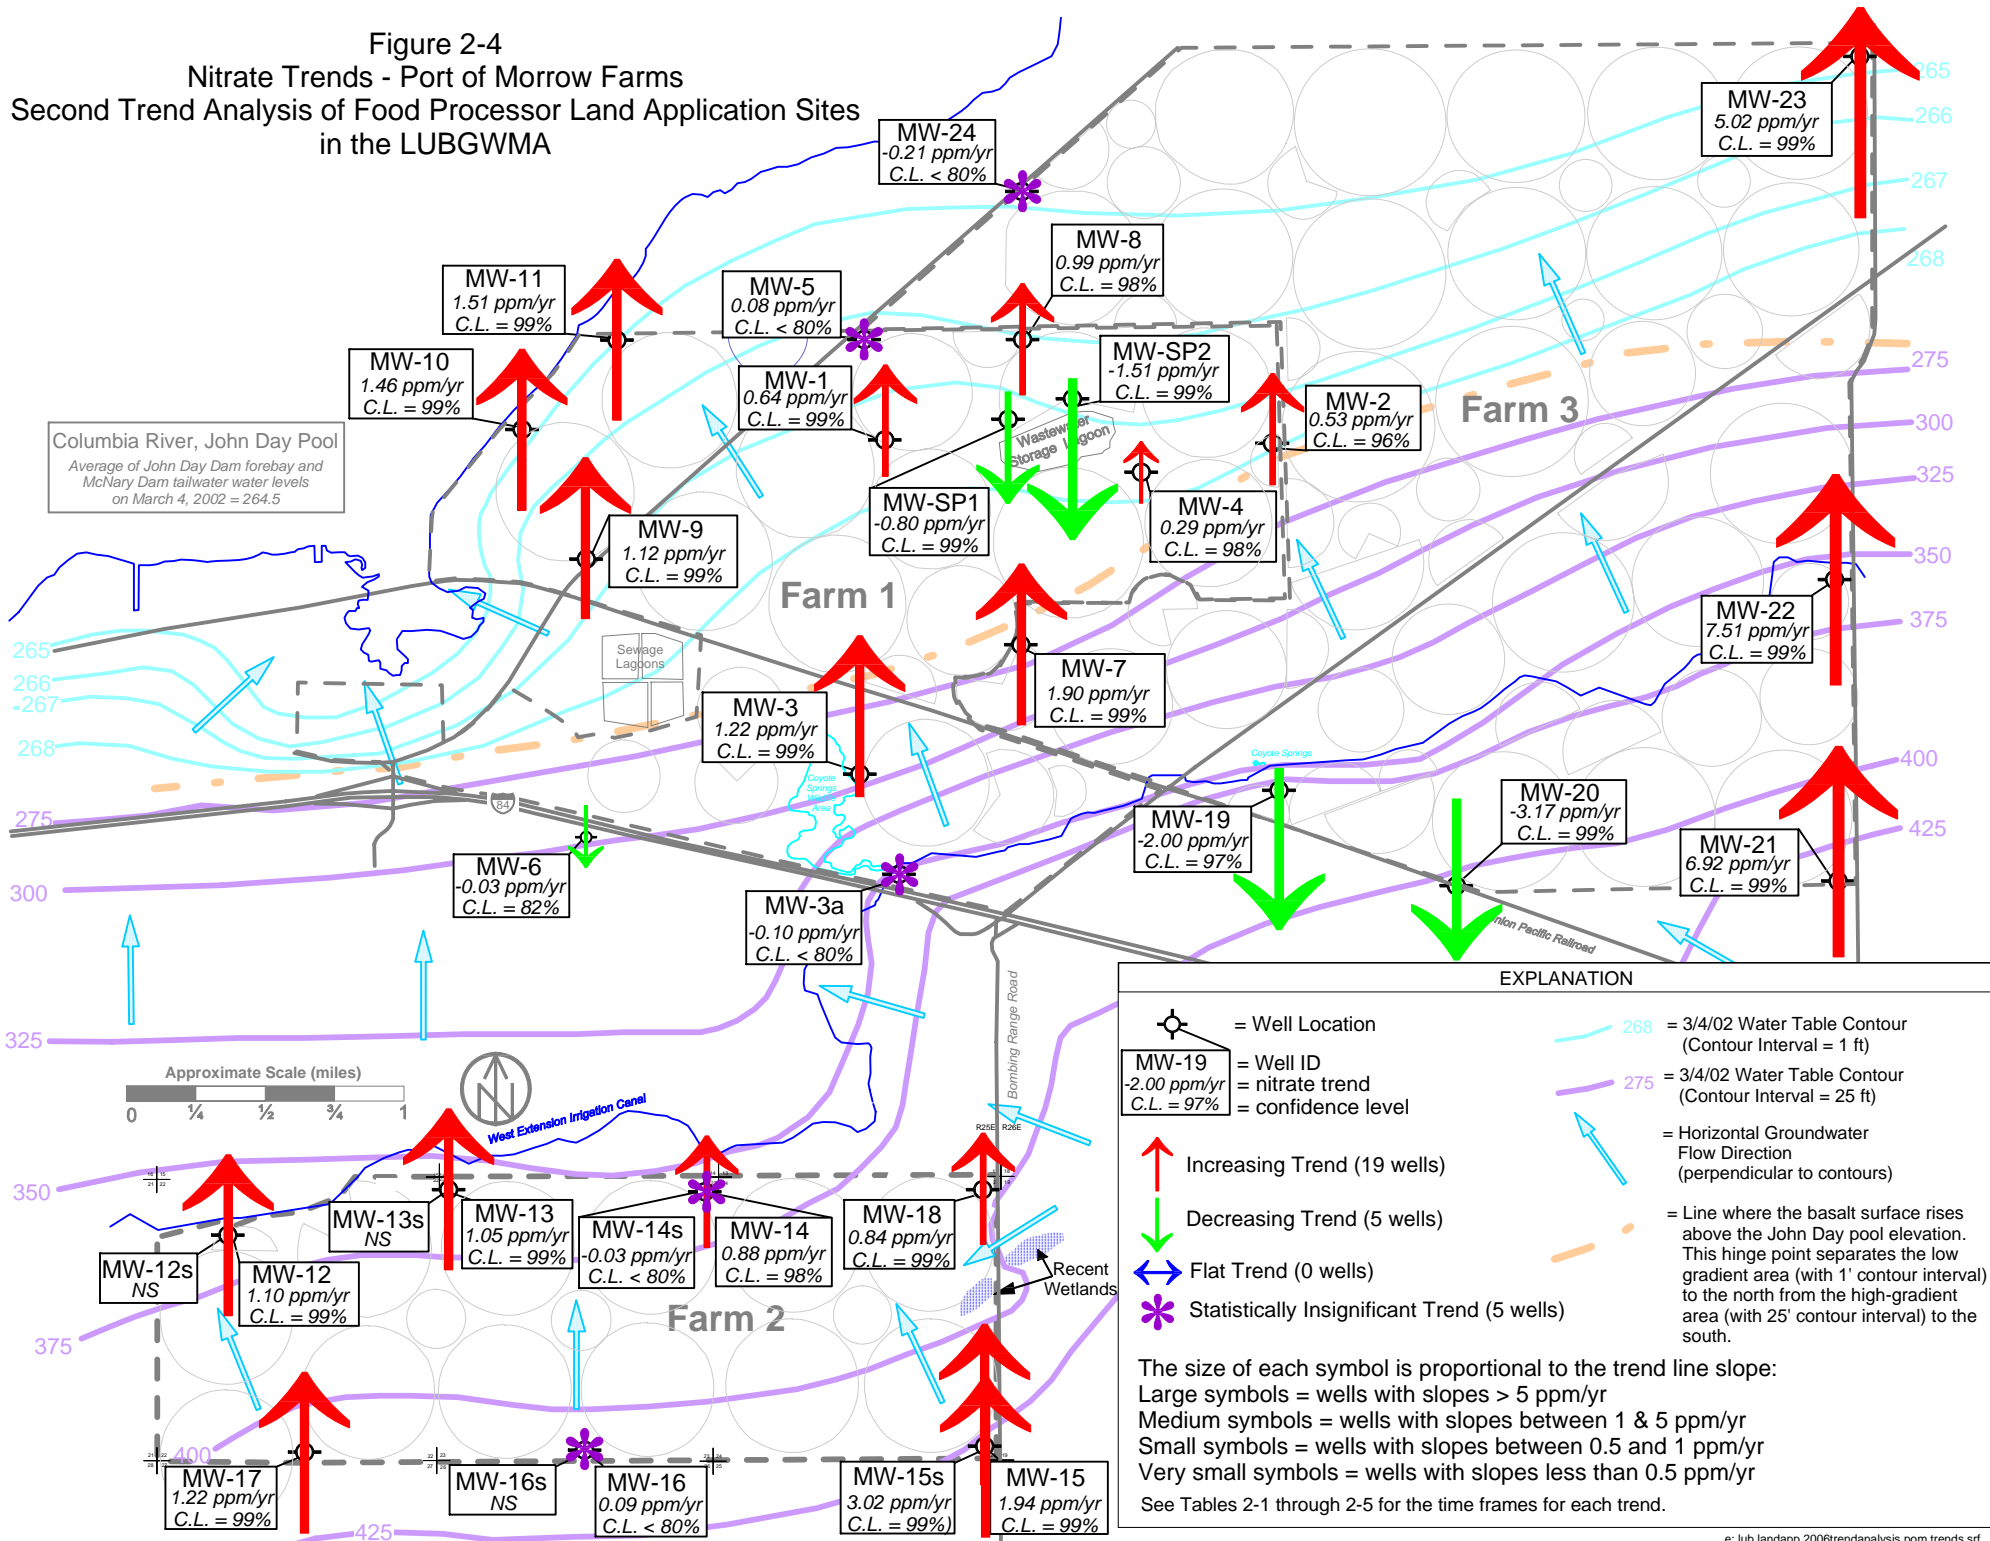 Figure 2-4
Nitrate Trends - Port of Morrow Farms
Second Trend Analysis of Food Processor Land Application Sites
in the LUBGWMA
MW-24
-0.21 ppm/yr
C.L. < 80%
MW-23
5.02 ppm/yr
C.L. = 99%
265
266
267
268
MW-8
0.99 ppm/yr
C.L. = 98%
MW-11
1.51 ppm/yr
C.L. = 99%
MW-5
0.08 ppm/yr
C.L. < 80%
MW-10
1.46 ppm/yr
C.L. = 99%
MW-1
0.64 ppm/yr
C.L. = 99%
MW-SP2
-1.51 ppm/yr
C.L. = 99%
MW-2
0.53 ppm/yr
C.L. = 96%
Farm 3
275
300
325
350
375
400
425
Columbia River, John Day Pool
Average of John Day Dam forebay and
McNary Dam tailwater water levels
on March 4, 2002 = 264.5
Wastewater
Storage Lagoon
MW-SP1
-0.80 ppm/yr
C.L. = 99%
MW-4
0.29 ppm/yr
C.L. = 98%
MW-9
1.12 ppm/yr
C.L. = 99%
Farm 1
MW-22
7.51 ppm/yr
C.L. = 99%
265
266
267
268
Sewage
Lagoons
MW-7
1.90 ppm/yr
C.L. = 99%
MW-3
1.22 ppm/yr
C.L. = 99%
Coyote
Springs
Area
Coyote Springs
84
275
300
MW-6
-0.03 ppm/yr
C.L. = 82%
MW-19
-2.00 ppm/yr
C.L. = 97%
MW-20
-3.17 ppm/yr
C.L. = 99%
MW-21
6.92 ppm/yr
C.L. = 99%
MW-3a
-0.10 ppm/yr
C.L. < 80%
nion Pacific Railroad
Bombing Range Road
325
Approximate Scale (miles)
0 ¼ ½ ¾ 1
N
West Extension Irrigation Canal
R25E R26E
350
MW-13s
NS
MW-13
1.05 ppm/yr
C.L. = 99%
MW-14s
-0.03 ppm/yr
C.L. < 80%
MW-14
0.88 ppm/yr
C.L. = 98%
MW-18
0.84 ppm/yr
C.L. = 99%
MW-12s
NS
MW-12
1.10 ppm/yr
C.L. = 99%
Recent
Wetlands
Farm 2
375
400
MW-17
1.22 ppm/yr
C.L. = 99%
425
MW-16s
NS
MW-16
0.09 ppm/yr
C.L. < 80%
MW-15s
3.02 ppm/yr
C.L. = 99%)
MW-15
1.94 ppm/yr
C.L. = 99%
EXPLANATION
= Well Location
MW-19
-2.00 ppm/yr
C.L. = 97%
= Well ID
= nitrate trend
= confidence level
Increasing Trend (19 wells)
Decreasing Trend (5 wells)
Flat Trend (0 wells)
Statistically Insignificant Trend (5 wells)
268 = 3/4/02 Water Table Contour
(Contour Interval = 1 ft)
275 = 3/4/02 Water Table Contour
(Contour Interval = 25 ft)
= Horizontal Groundwater
Flow Direction
(perpendicular to contours)
= Line where the basalt surface rises
above the John Day pool elevation.
This hinge point separates the low
gradient area (with 1' contour interval)
to the north from the high-gradient
area (with 25' contour interval) to the
south.
The size of each symbol is proportional to the trend line slope:
Large symbols = wells with slopes > 5 ppm/yr
Medium symbols = wells with slopes between 1 & 5 ppm/yr
Small symbols = wells with slopes between 0.5 and 1 ppm/yr
Very small symbols = wells with slopes less than 0.5 ppm/yr
See Tables 2-1 through 2-5 for the time frames for each trend.